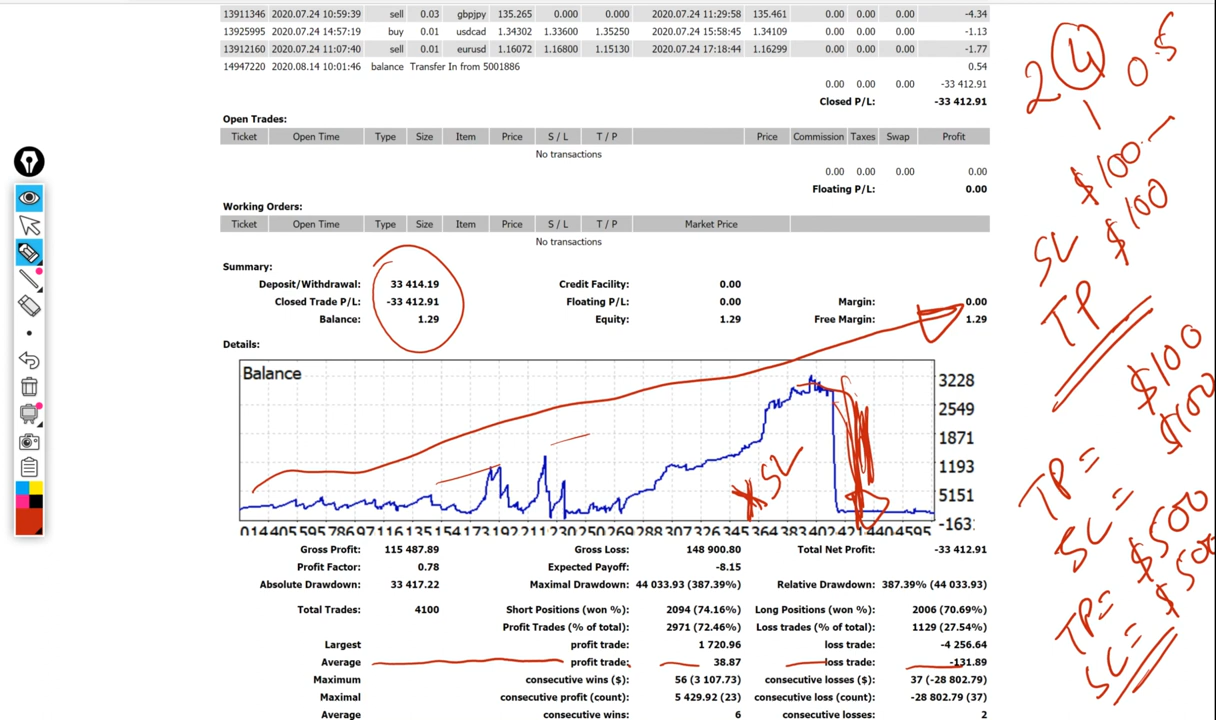 13911346 2020.07.24 10:59:39 sell 0.03 gbpjpy 135.265 0.000 0.000 2020.07.24 11:29:58 135.461 0.00 0.00 0.00 -4.34
13925995 2020.07.24 14:57:19 buy 0.01 usdcad 1.34302 1.33600 1.35250 2020.07.24 15:58:45 1.34109 0.00 0.00 0.00 -1.13
13912160 2020.07.24 11:07:40 sell 0.01 eurusd 1.16072 1.16800 1.15130 2020.07.24 17:18:44 1.16299 0.00 0.00 0.00 -1.77
14947220 2020.08.14 10:01:46 balance Transfer In from 5001886 0.54
0.00 0.00 0.00 -33 412.91
Closed P/L: -33 412.91
Open Trades:
Ticket Open Time Type Size Item Price S / L T / P Price Commission Taxes Swap Profit
No transactions
0.00 0.00 0.00 0.00
Floating P/L: 0.00
Working Orders:
Ticket Open Time Type Size Item Price S / L T / P Market Price
No transactions
Summary:
Deposit/Withdrawal: 33 414.19 Credit Facility: 0.00
Closed Trade P/L: -33 412.91 Floating P/L: 0.00 Margin: 0.00
Balance: 1.29 Equity: 1.29 Free Margin: 1.29
Details:
Balance
3228
2549
1871
1193
5151
-163
Gross Profit: 115 487.89 Gross Loss: 148 900.80 Total Net Profit: -33 412.91
Profit Factor: 0.78 Expected Payoff: -8.15
Absolute Drawdown: 33 417.22 Maximal Drawdown: 44 033.93 (387.39%) Relative Drawdown: 387.39% (44 033.93)
Total Trades: 4100 Short Positions (won %): 2094 (74.16%) Long Positions (won %): 2006 (70.69%)
Profit Trades (% of total): 2971 (72.46%) Loss trades (% of total): 1129 (27.54%)
Largest profit trade: 1 720.96 loss trade: -4 256.64
Average profit trade: 38.87 loss trade: -131.89
Maximum consecutive wins ($): 56 (3 107.73) consecutive losses ($): 37 (-28 802.79)
Maximal consecutive profit (count): 5 429.92 (23) consecutive loss (count): -28 802.79 (37)
Average consecutive wins: 6 consecutive losses: 2
SL
2 4 0.5
$100
SL $100
TP
$100
TP = $100
SL = $500
TP = $500
SL =